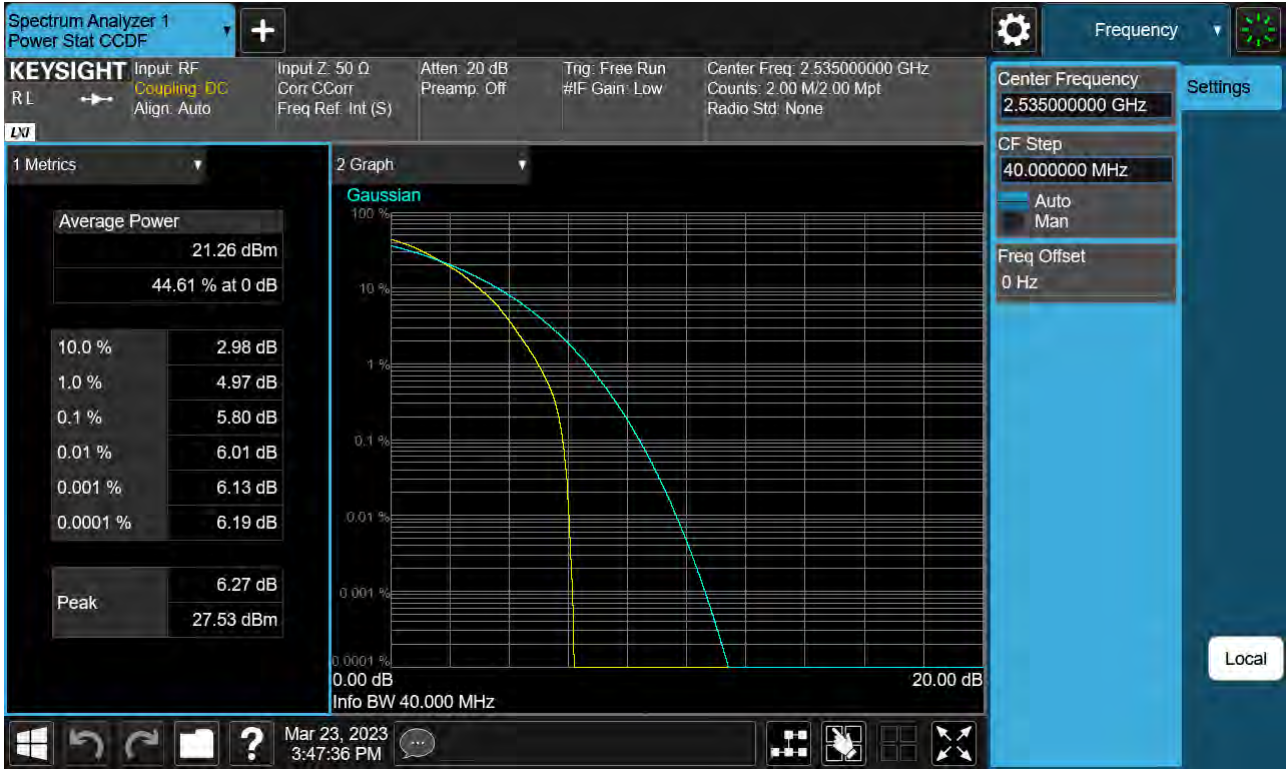 Spectrum Analyzer 1
Power Stat CCDF
Frequency
KEYSIGHT
R L
LXI
Input: RF
Coupling: DC
Align: Auto
Input Z: 50 Ω
Corr CCorr
Freq Ref: Int (S)
Atten: 20 dB
Preamp: Off
Trig: Free Run
#IF Gain: Low
Center Freq: 2.535000000 GHz
Counts: 2.00 M/2.00 Mpt
Radio Std: None
Center Frequency
2.535000000 GHz
Settings
CF Step
40.000000 MHz
Auto
Man
Freq Offset
0 Hz
1 Metrics
Average Power
21.26 dBm
44.61 % at 0 dB
10.0 % 2.98 dB
1.0 % 4.97 dB
0.1 % 5.80 dB
0.01 % 6.01 dB
0.001 % 6.13 dB
0.0001 % 6.19 dB
Peak
6.27 dB
27.53 dBm
2 Graph
Gaussian
100 %
10 %
1 %
0.1 %
0.01 %
0.001 %
0.0001 %
0.00 dB 20.00 dB
Info BW 40.000 MHz
Local
?
Mar 23, 2023
3:47:36 PM